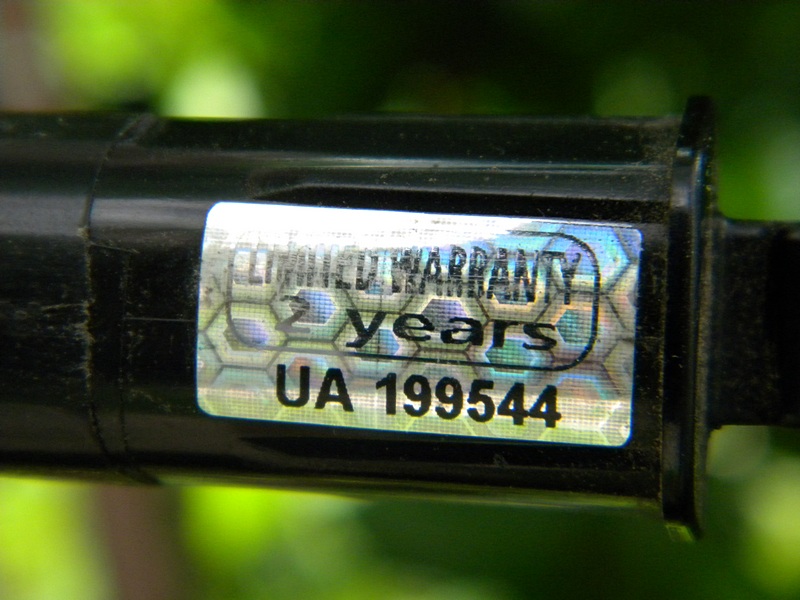 LIMITED WARRANTY
2 years
UA 199544